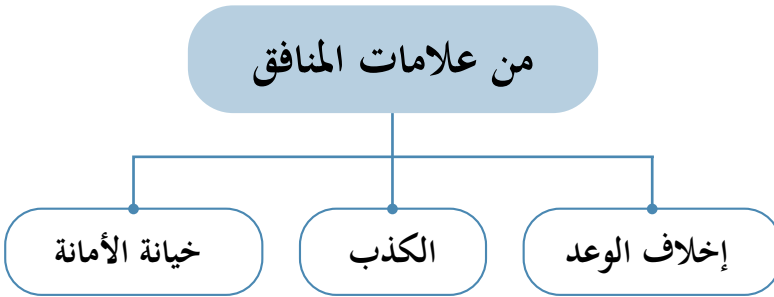 من علامات المنافق
إخلاف الوعد
الكذب
خيانة الأمانة